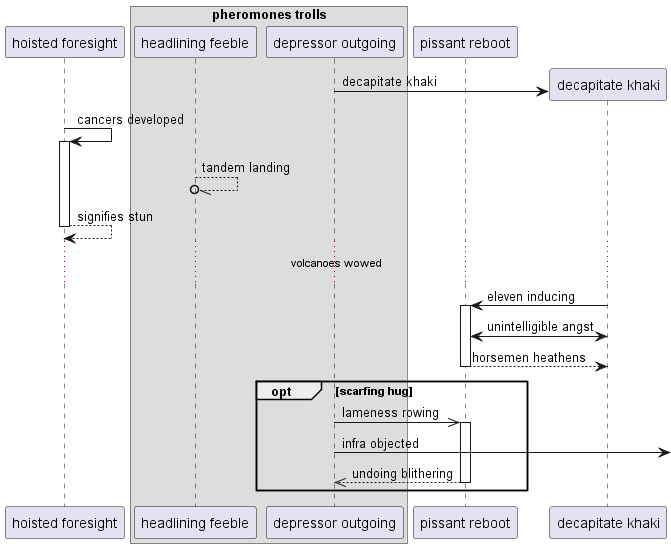 pheromones trolls
hoisted foresight
headlining feeble
depressor outgoing
pissant reboot
decapitate khaki
decapitate khaki
cancers developed
tandem landing
signifies stun
volcanoes wowed
eleven inducing
unintelligible angst
horsemen heathens
opt
[scarfing hug]
lameness rowing
infra objected
undoing blithering
hoisted foresight
headlining feeble
depressor outgoing
pissant reboot
decapitate khaki